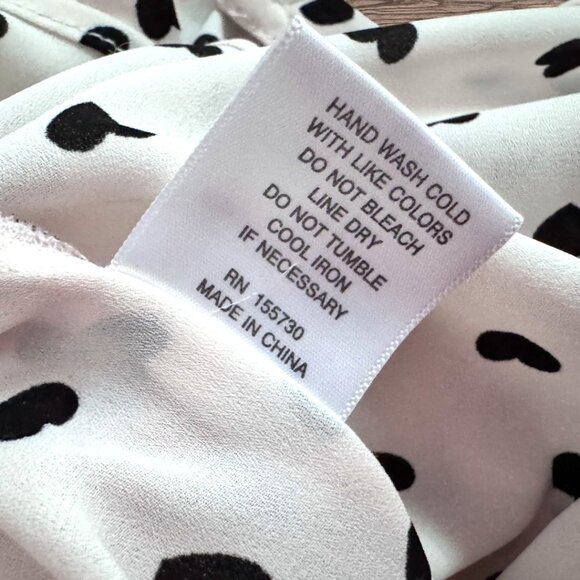 HAND WASH COLD
WITH LIKE COLORS
DO NOT BLEACH
LINE DRY
DO NOT TUMBLE
COOL IRON
IF NECESSARY
RN 155730
MADE IN CHINA